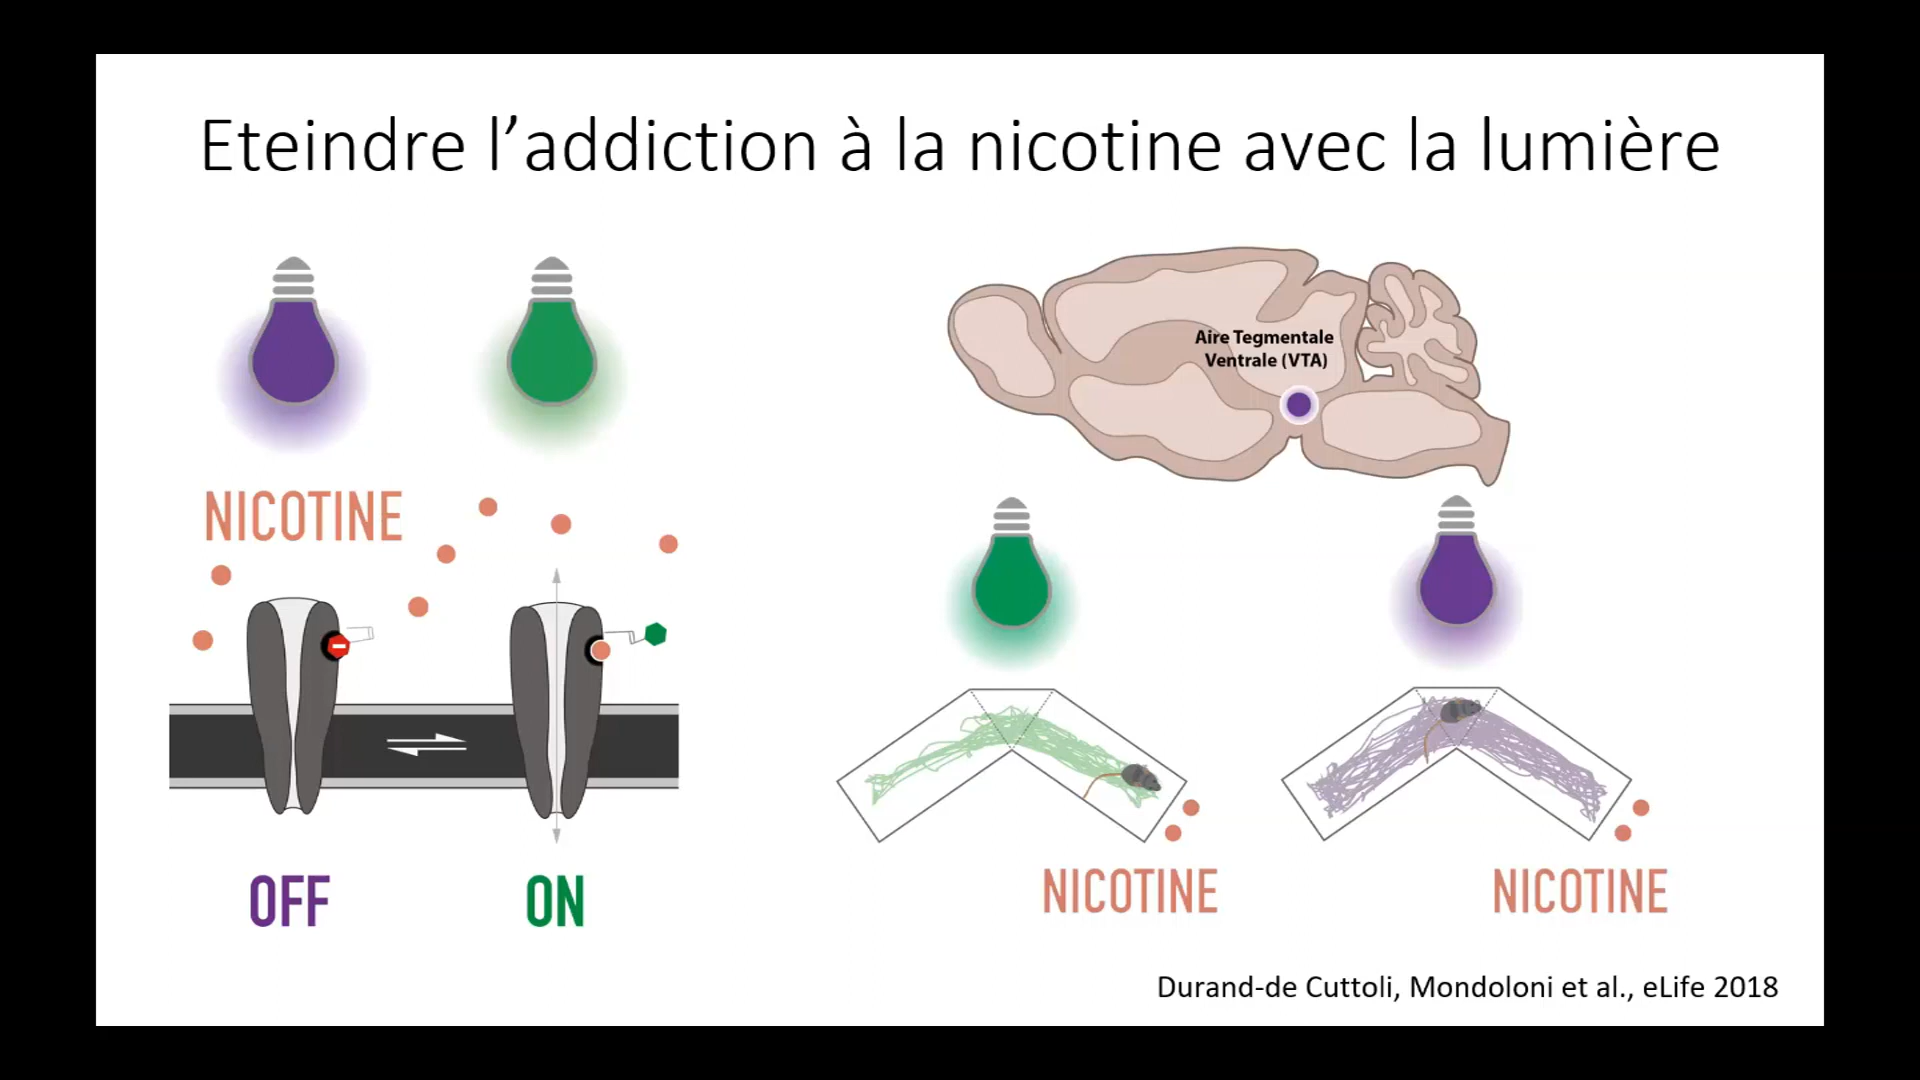 Eteindre l’addiction à la nicotine avec la lumière
NICOTINE
OFF
ON
Aire Tegmentale
Ventrale (VTA)
NICOTINE
NICOTINE
Durand-de Cuttoli, Mondoloni et al., eLife 2018